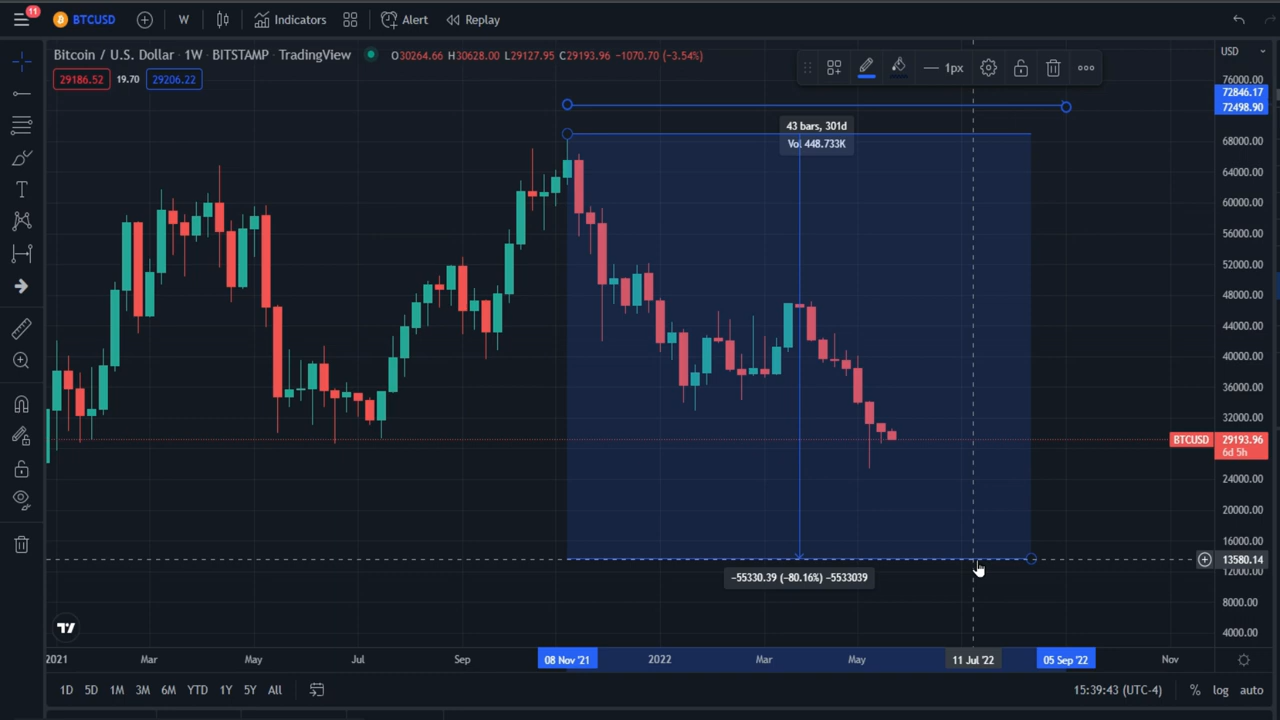 11
BTCUSD
W
Indicators
Alert
Replay
Bitcoin / U.S. Dollar · 1W · BITSTAMP · TradingView
O30264.66 H30628.00 L29127.95 C29193.96 −1070.70 (−3.54%)
USD
29186.52
19.70
29206.22
1px
76000.00
72846.17
72498.90
43 bars, 301d
Vol 448.733K
68000.00
64000.00
60000.00
56000.00
52000.00
48000.00
44000.00
40000.00
36000.00
32000.00
BTCUSD
29193.96
6d 5h
24000.00
20000.00
16000.00
13580.14
12000.00
−55330.39 (−80.16%) −5533039
8000.00
4000.00
2021
Mar
May
Jul
Sep
08 Nov '21
2022
Mar
May
11 Jul '22
05 Sep '22
Nov
1D
5D
1M
3M
6M
YTD
1Y
5Y
All
15:39:43 (UTC-4)
%
log
auto